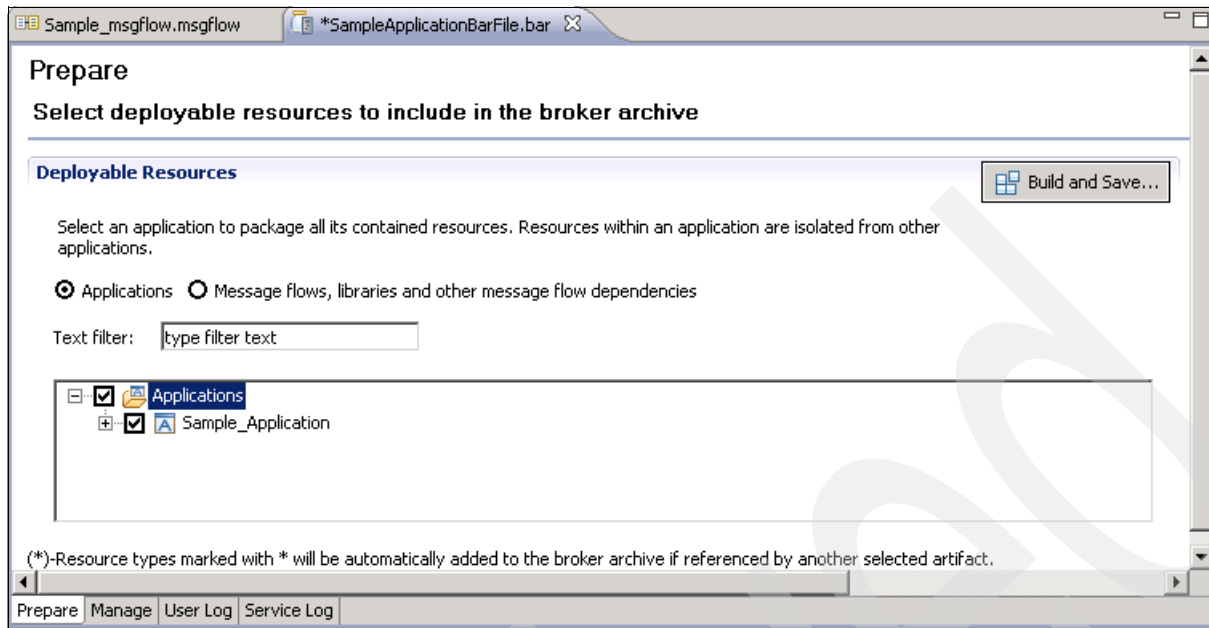 Sample_msgflow.msgflow *SampleApplicationBarFile.bar
Prepare
Select deployable resources to include in the broker archive
Deployable Resources
Build and Save...
Select an application to package all its contained resources. Resources within an application are isolated from other
applications.
Applications Message flows, libraries and other message flow dependencies
Text filter: type filter text
Applications
Sample_Application
(*)-Resource types marked with * will be automatically added to the broker archive if referenced by another selected artifact.
Prepare Manage User Log Service Log